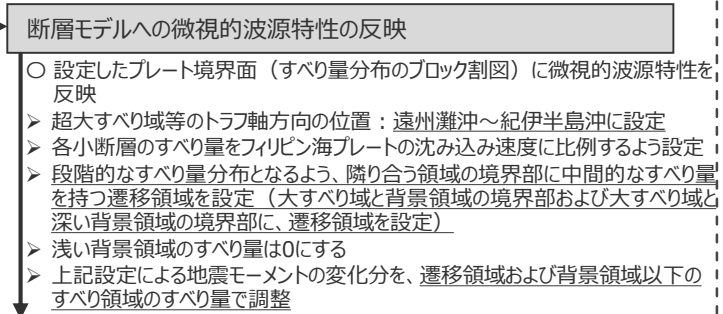 断層モデルへの微視的波源特性の反映
○ 設定したプレート境界面（すべり量分布のブロック割図）に微視的波源特性を
反映
➢ 超大すべり域等のトラフ軸方向の位置：遠州灘沖～紀伊半島沖に設定
➢ 各小断層のすべり量をフィリピン海プレートの沈み込み速度に比例するよう設定
➢ 段階的なすべり量分布となるよう、隣り合う領域の境界部に中間的なすべり量
を持つ遷移領域を設定（大すべり域と背景領域の境界部および大すべり域と
深い背景領域の境界部に、遷移領域を設定）
➢ 浅い背景領域のすべり量は0にする
➢ 上記設定による地震モーメントの変化分を、遷移領域および背景領域以下の
すべり領域のすべり量で調整